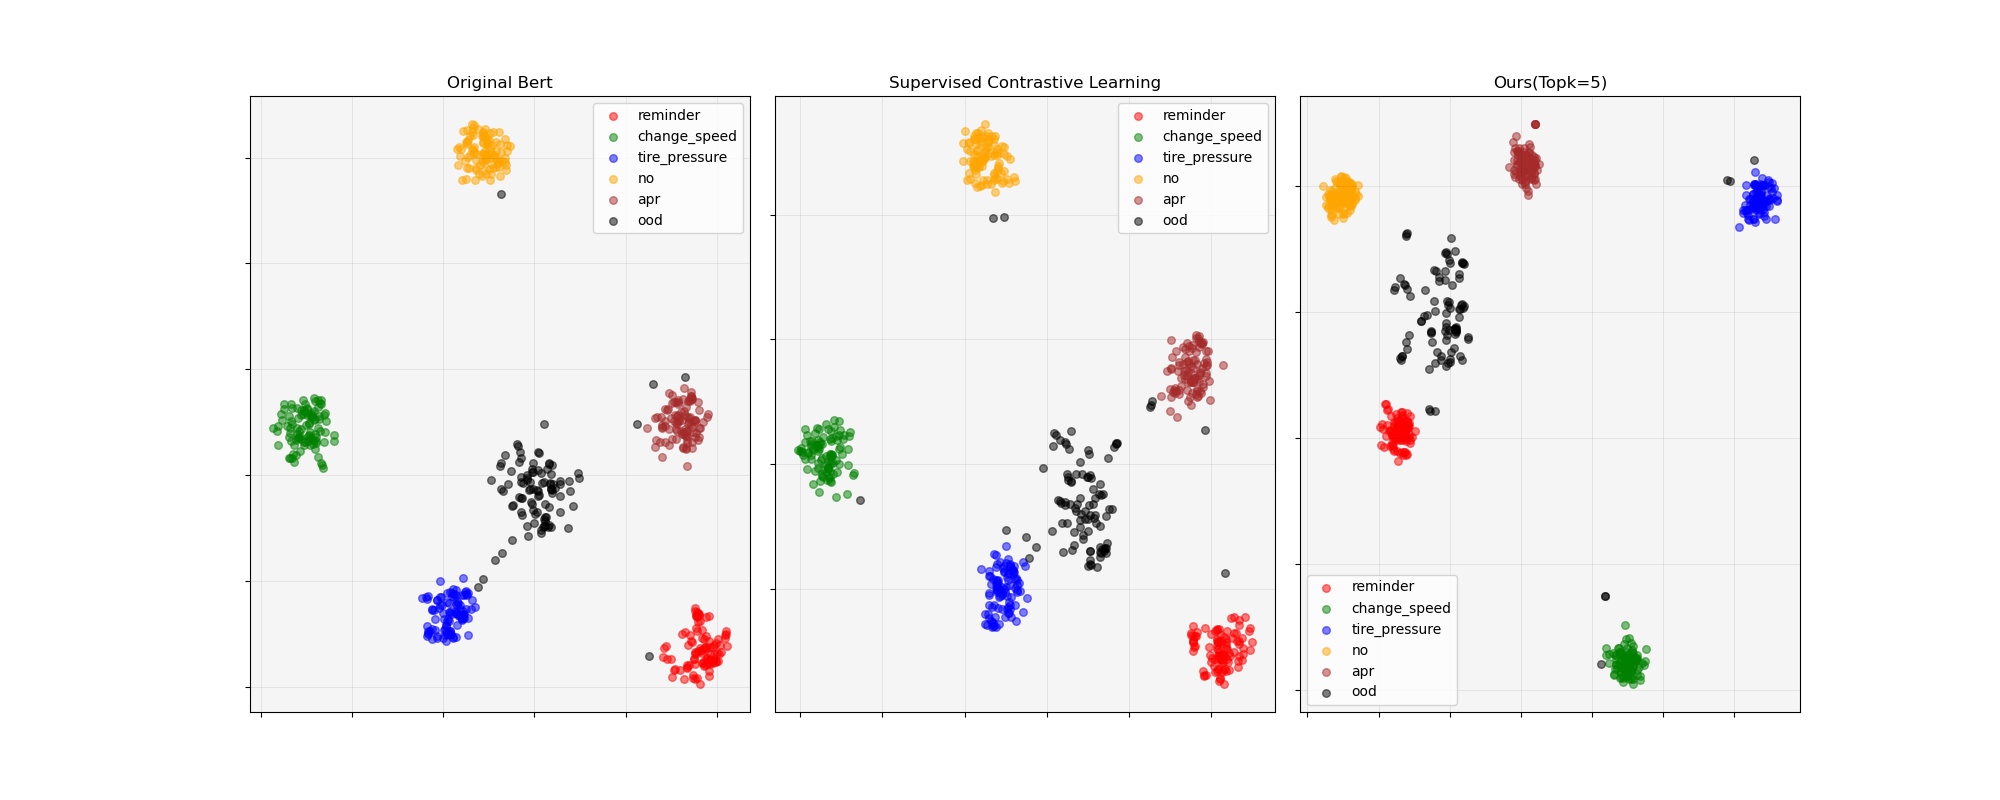 Original Bert
reminder
change_speed
tire_pressure
no
apr
ood
Supervised Contrastive Learning
reminder
change_speed
tire_pressure
no
apr
ood
Ours(Topk=5)
reminder
change_speed
tire_pressure
no
apr
ood